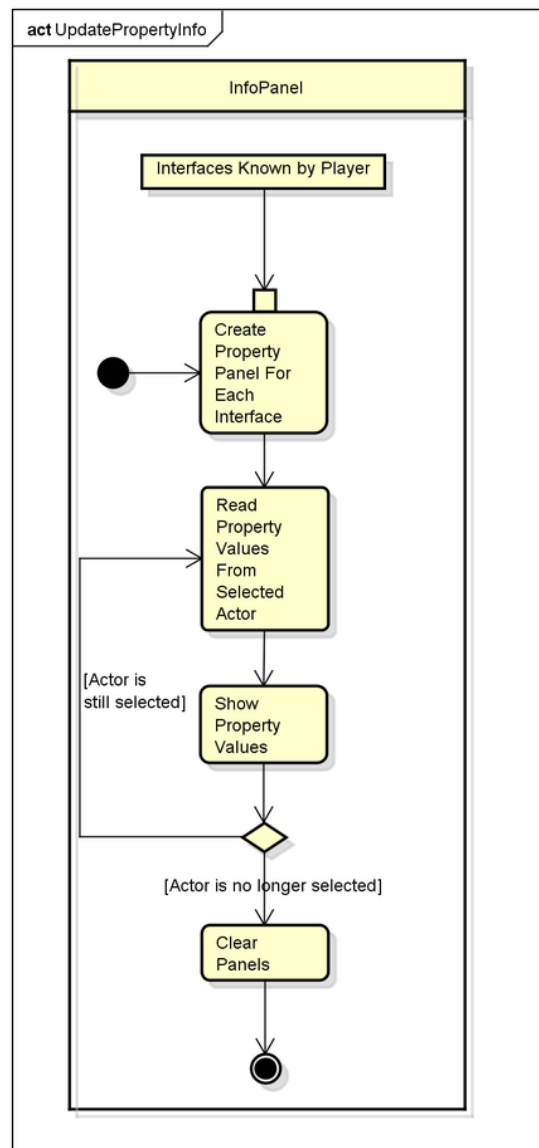 act UpdatePropertyInfo
InfoPanel
Interfaces Known by Player
Create
Property
Panel For
Each
Interface
Read
Property
Values
From
Selected
Actor
[Actor is
still selected]
Show
Property
Values
[Actor is no longer selected]
Clear
Panels